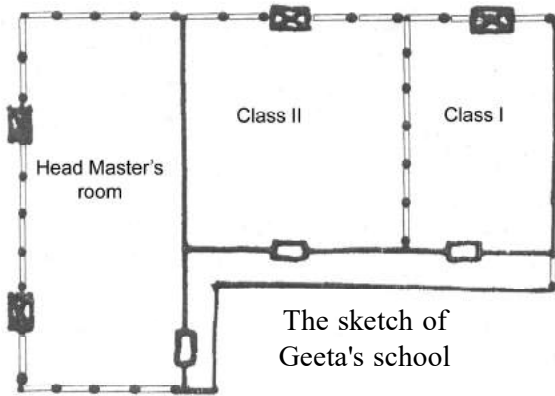 Class II
Class I
Head Master's
room
The sketch of
Geeta's school